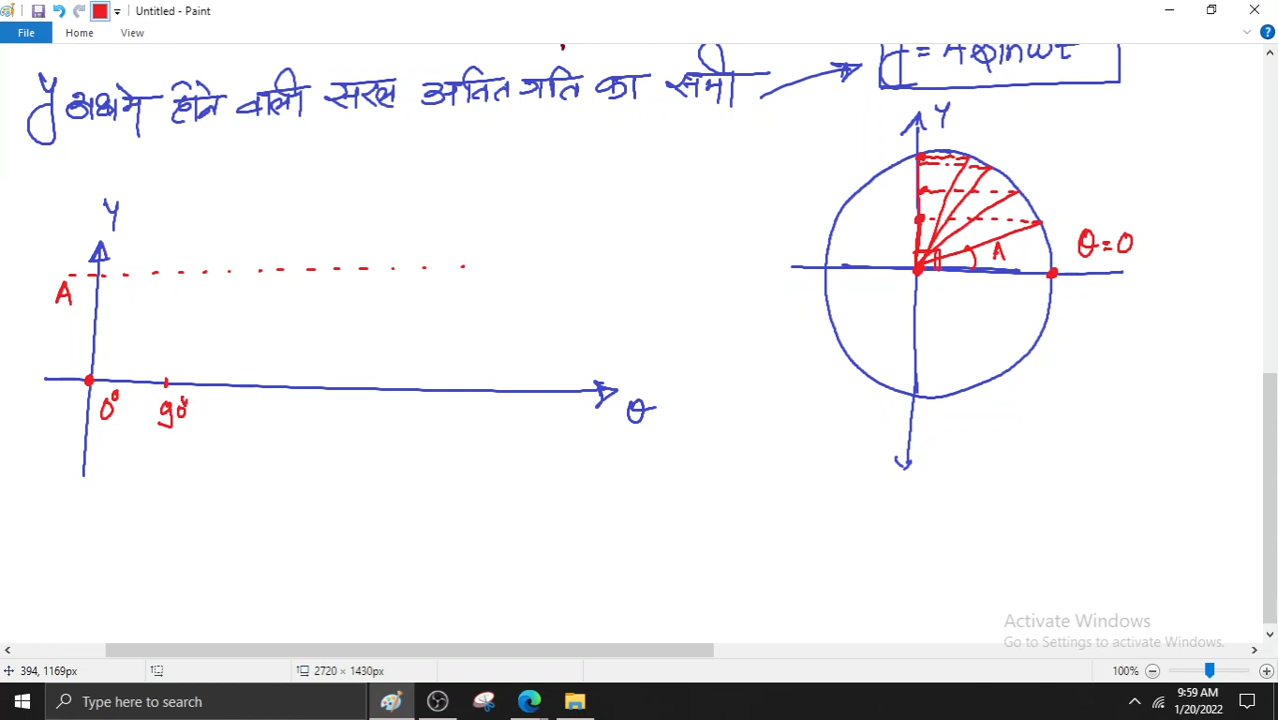 Untitled - Paint
File Home View
y अक्ष मे होने वाली सरल आवर्त गति का समी
= A sin ωt
Y
Y
A
θ = 0
A
0° 90°
θ
Activate Windows
Go to Settings to activate Windows.
394, 1169px 2720 × 1430px 100%
Type here to search
9:59 AM
1/20/2022